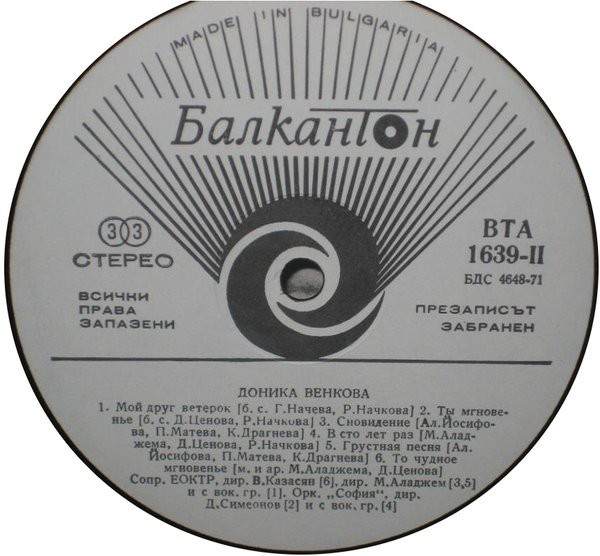 MADE IN BULGARIA
Балкантон
33
СТЕРЕО
ВСИЧКИ
ПРАВА
ЗАПАЗЕНИ
ВТА
1639-II
БДС 4648-71
ПРЕЗАПИСЪТ
ЗАБРАНЕН
ДОНИКА ВЕНКОВА
1. Мой друг ветерок [б. с. Г.Начева, Р.Начкова] 2. Ты мгнове-
нье [б. с. Д.Ценова, Р.Начкова] 3. Сновидение [Ал.Йосифо-
ва, П.Матева, К.Драгнева] 4. В сто лет раз [М.Алад-
жема, Д.Ценова, Р.Начкова] 5. Грустная песня [Ал.
Йосифова, П.Матева, К.Драгнева] 6. То чудное
мгновенье [м. и ар. М.Аладжема, Д.Ценова]
Сопр. ЕОКТР, дир. В.Казасян [6], дир. М.Аладжем [3,5]
и с вок. гр. [1]. Орк. „София", дир.
Д.Симеонов [2] и с вок. гр. [4]